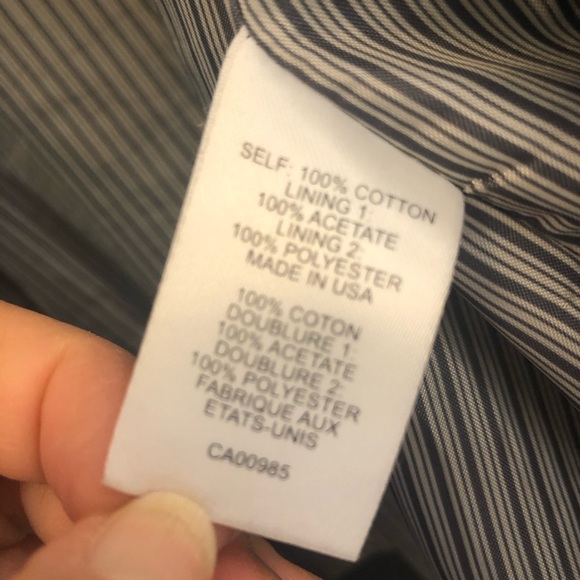 SELF: 100% COTTON
LINING 1:
100% ACETATE
LINING 2:
100% POLYESTER
MADE IN USA
100% COTON
DOUBLURE 1:
100% ACETATE
DOUBLURE 2:
100% POLYESTER
FABRIQUE AUX
ETATS-UNIS
CA00985